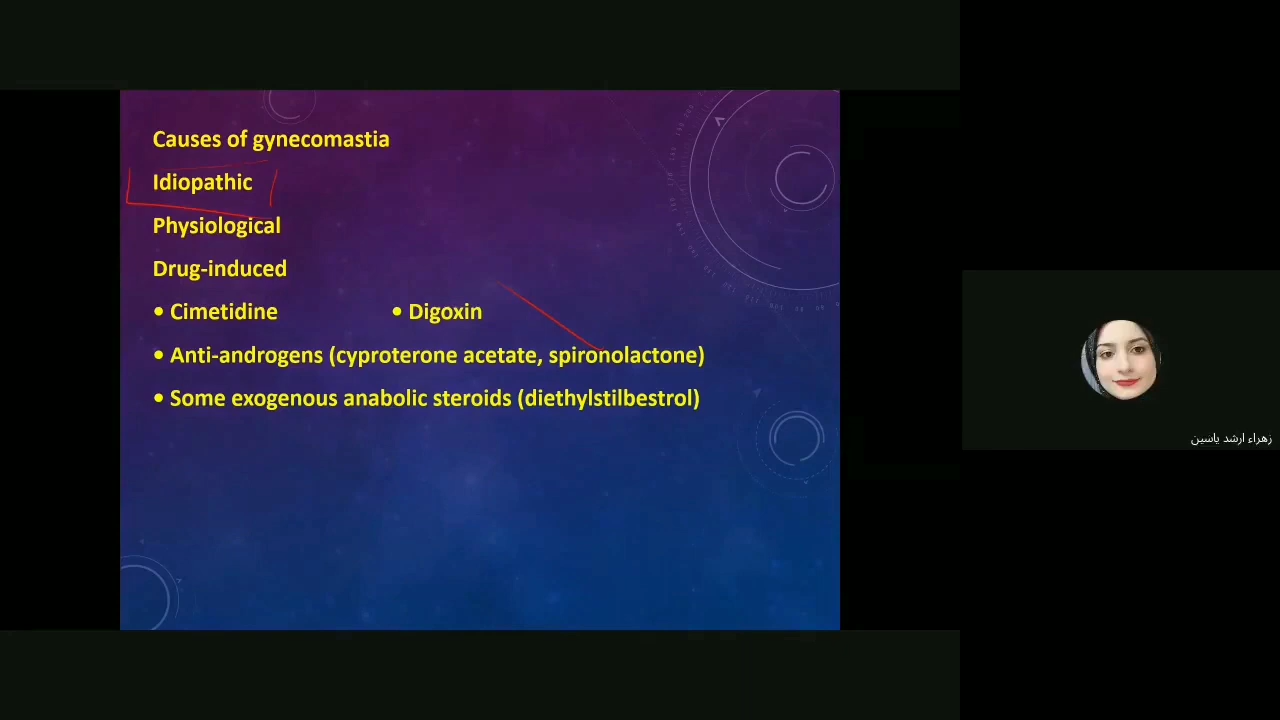 Causes of gynecomastia
Idiopathic
Physiological
Drug-induced
• Cimetidine • Digoxin
• Anti-androgens (cyproterone acetate, spironolactone)
• Some exogenous anabolic steroids (diethylstilbestrol)
زهراء ارشد ياسين